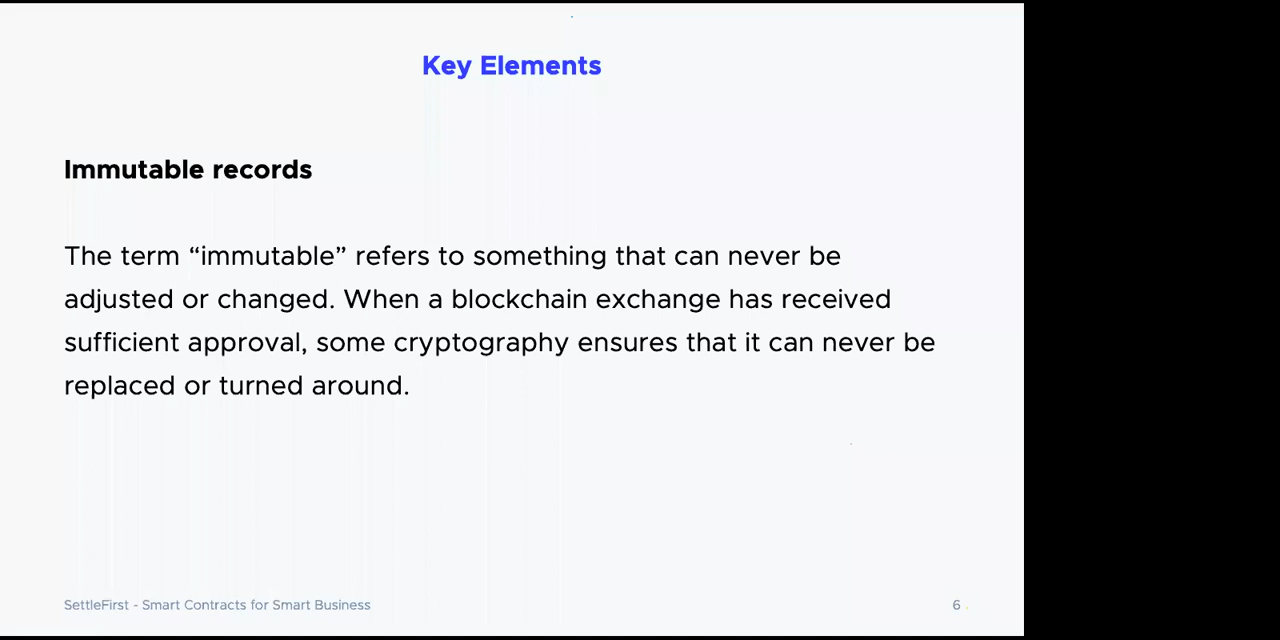 Key Elements
Immutable records
The term “immutable” refers to something that can never be
adjusted or changed. When a blockchain exchange has received
sufficient approval, some cryptography ensures that it can never be
replaced or turned around.
SettleFirst - Smart Contracts for Smart Business
6